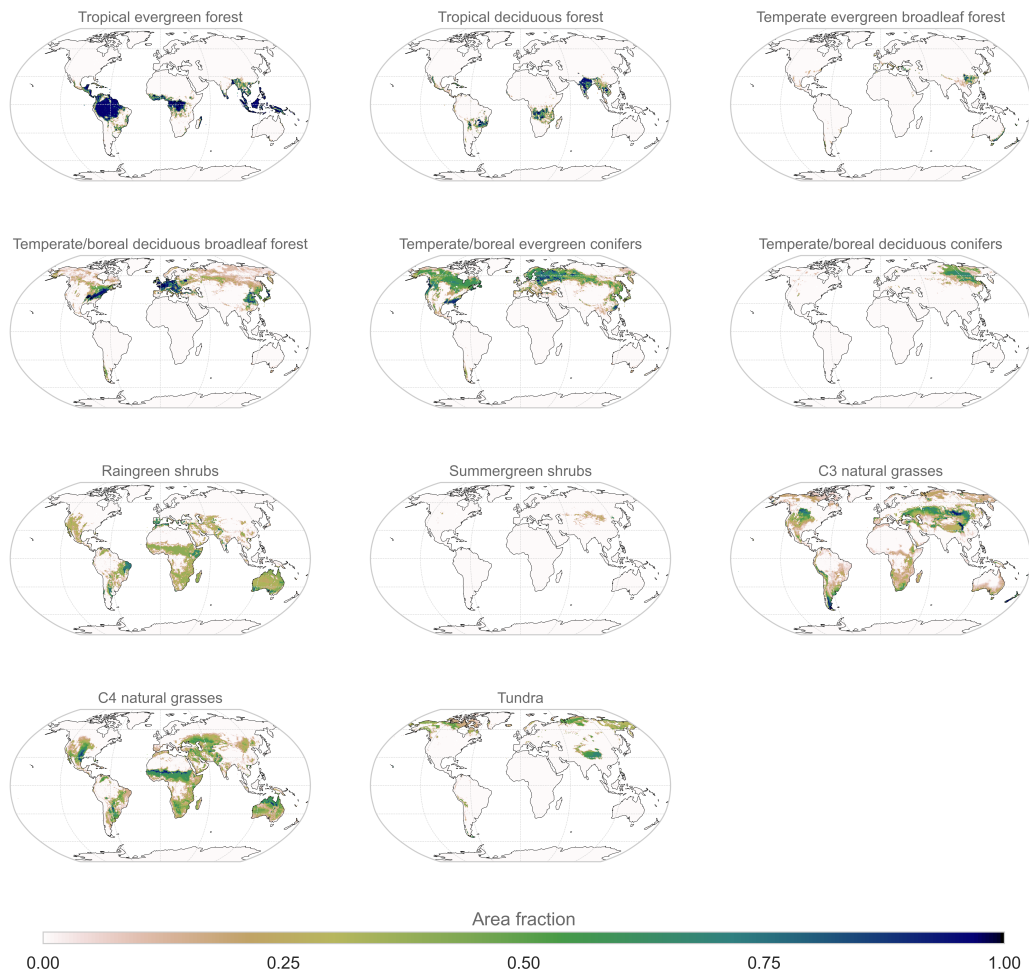 Tropical evergreen forest
Tropical deciduous forest
Temperate evergreen broadleaf forest
Temperate/boreal deciduous broadleaf forest
Temperate/boreal evergreen conifers
Temperate/boreal deciduous conifers
Raingreen shrubs
Summergreen shrubs
C3 natural grasses
C4 natural grasses
Tundra
Area fraction
0.00 0.25 0.50 0.75 1.00